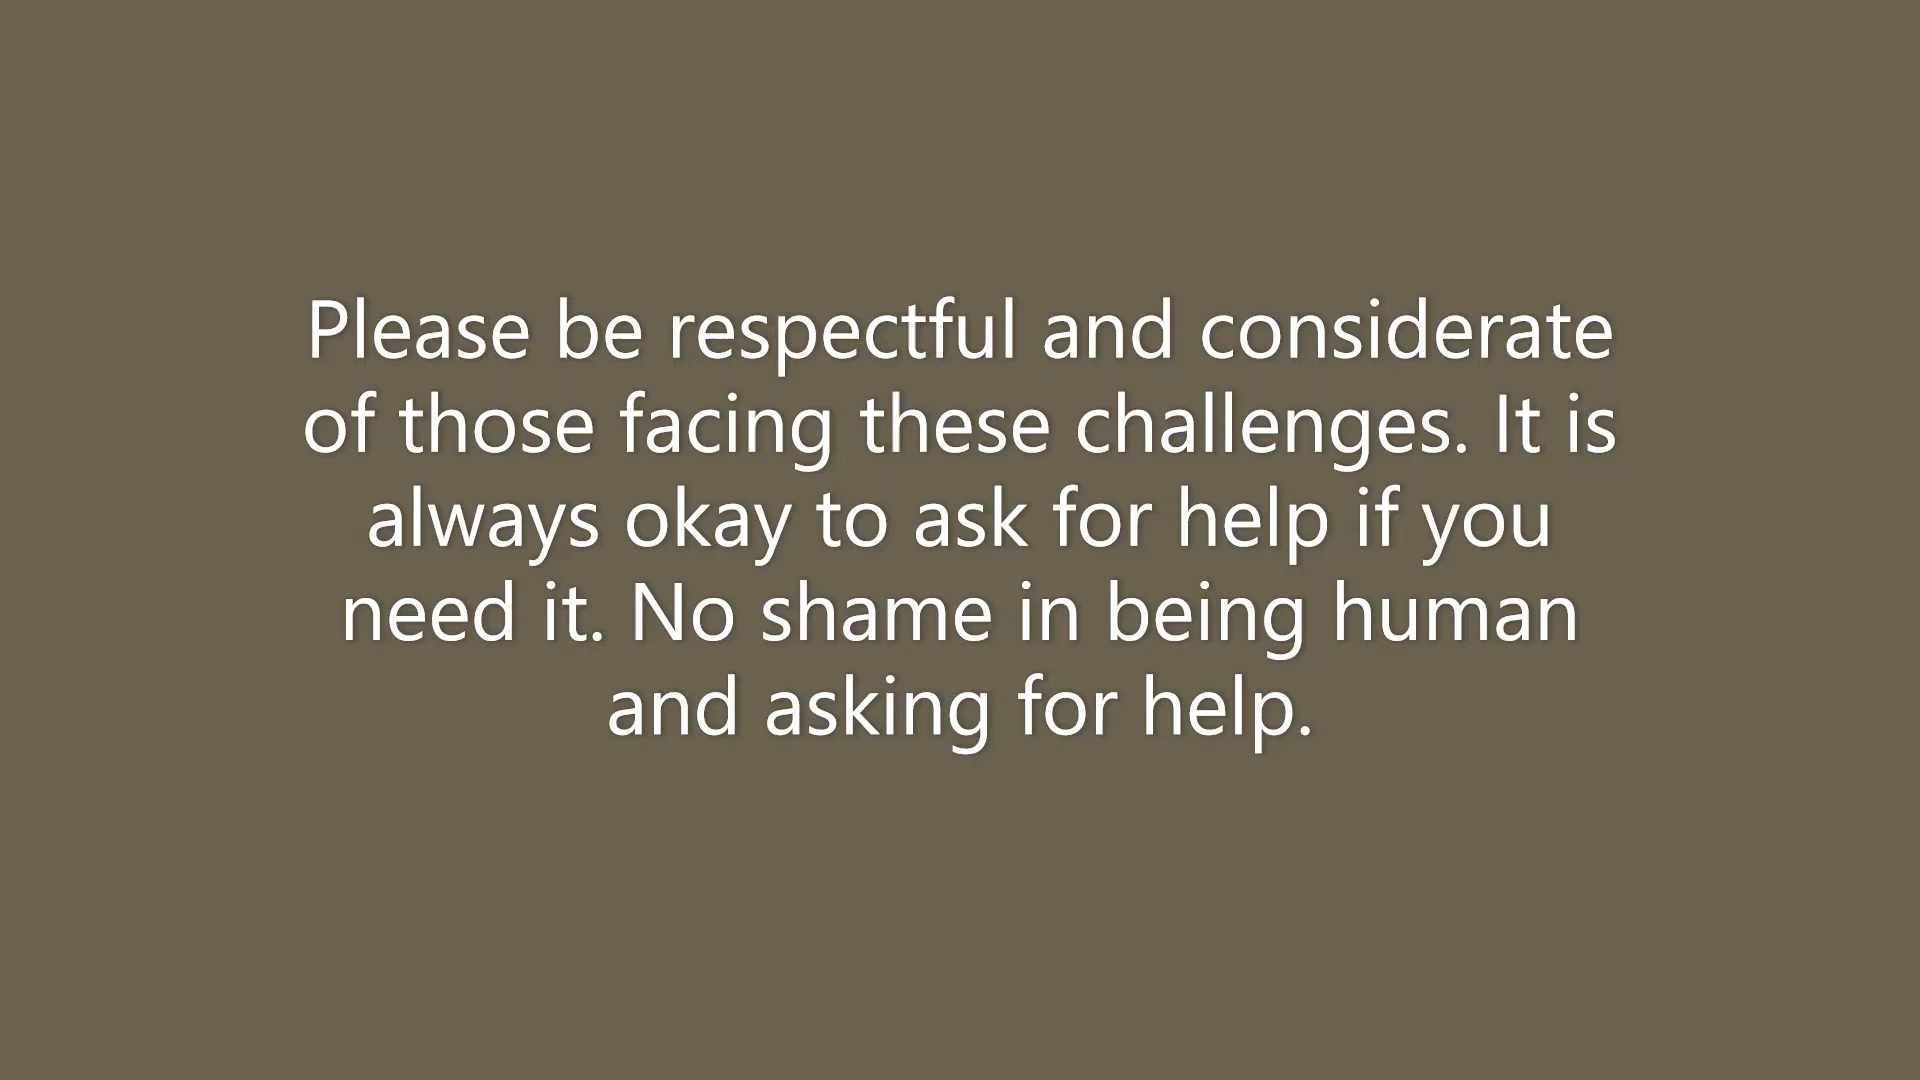 Please be respectful and considerate
of those facing these challenges. It is
always okay to ask for help if you
need it. No shame in being human
and asking for help.